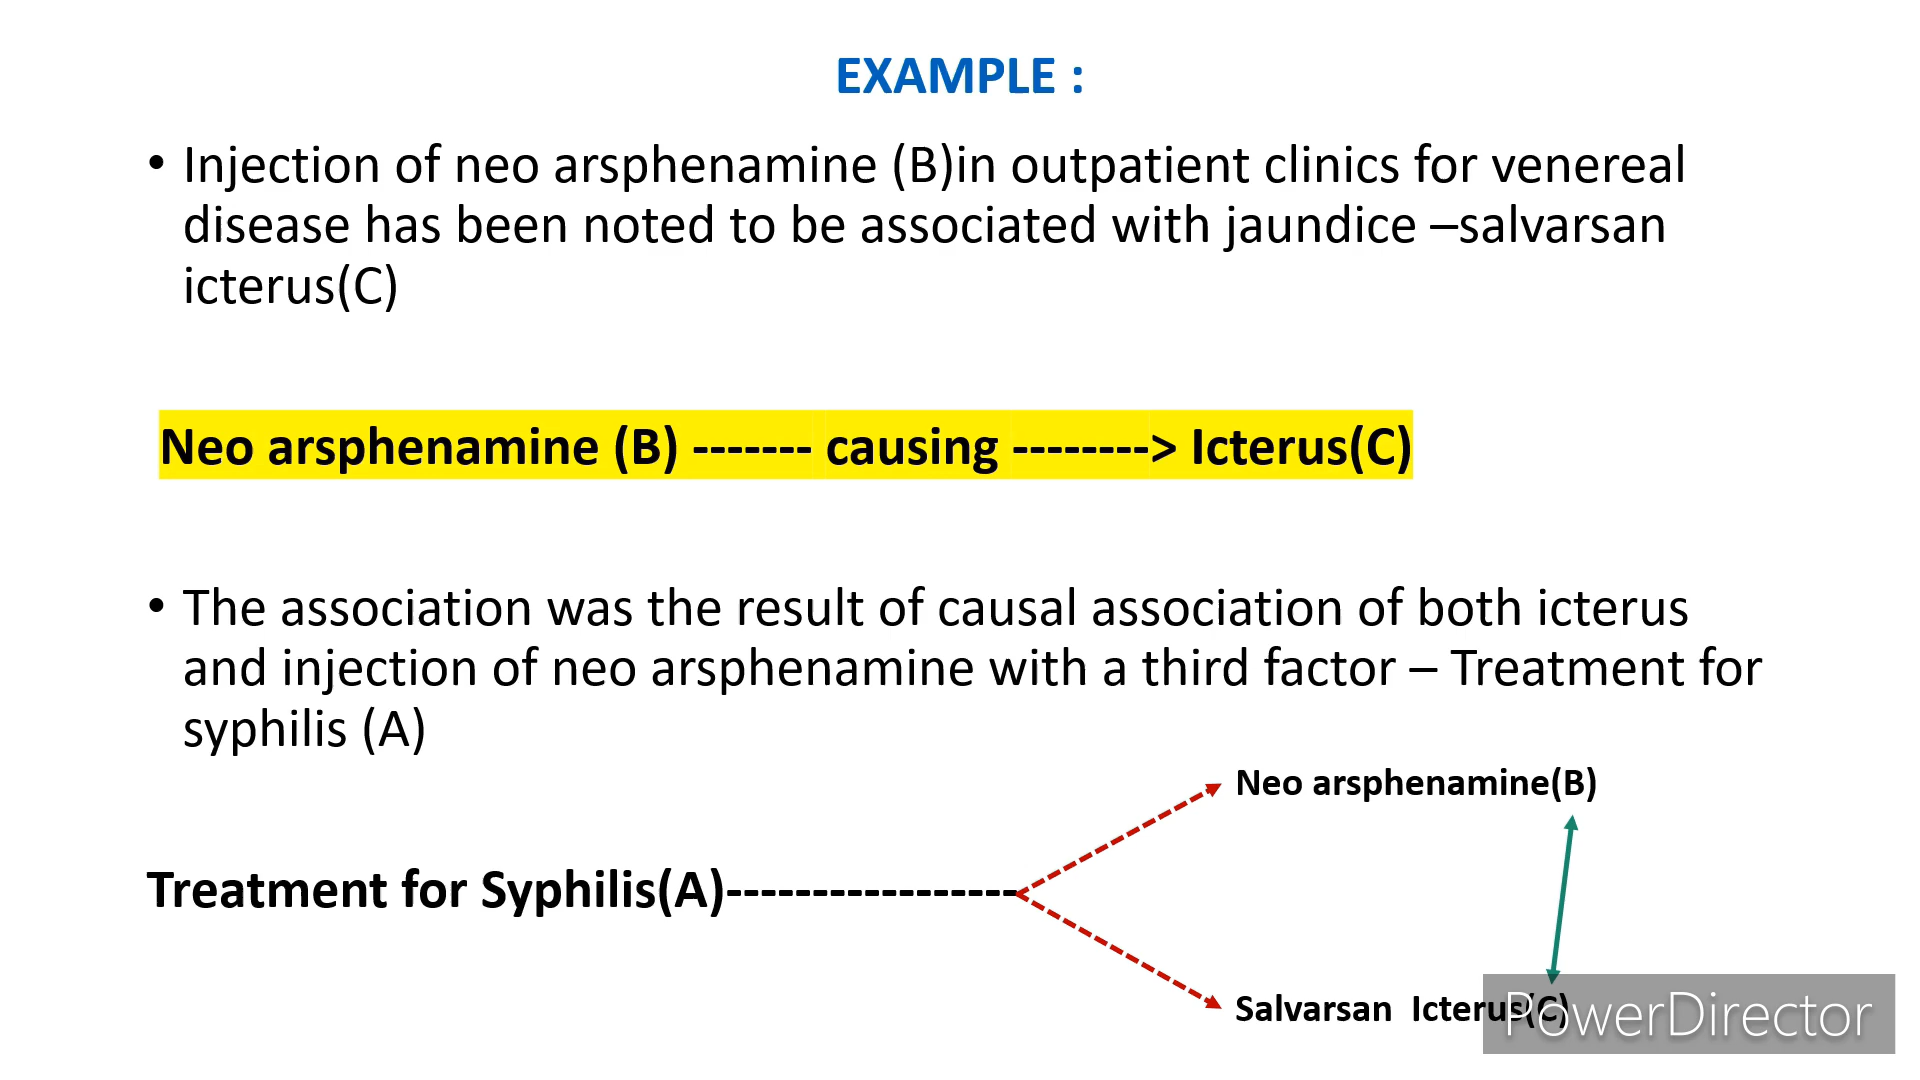 EXAMPLE :
• Injection of neo arsphenamine (B)in outpatient clinics for venereal
disease has been noted to be associated with jaundice –salvarsan
icterus(C)
Neo arsphenamine (B) ------- causing --------> Icterus(C)
• The association was the result of causal association of both icterus
and injection of neo arsphenamine with a third factor – Treatment for
syphilis (A)
Neo arsphenamine(B)
Treatment for Syphilis(A)-----------------
Salvarsan  Icterus(C)
PowerDirector